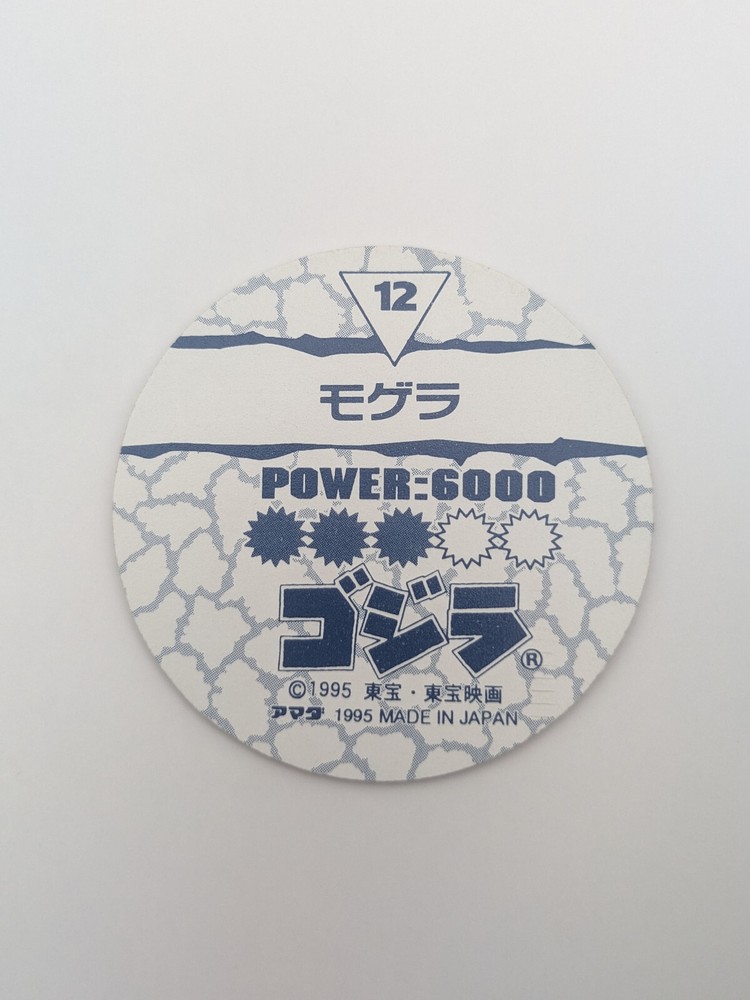 12
モゲラ
POWER:6000
ゴジラ®
©1995 東宝・東宝映画
アマダ 1995 MADE IN JAPAN